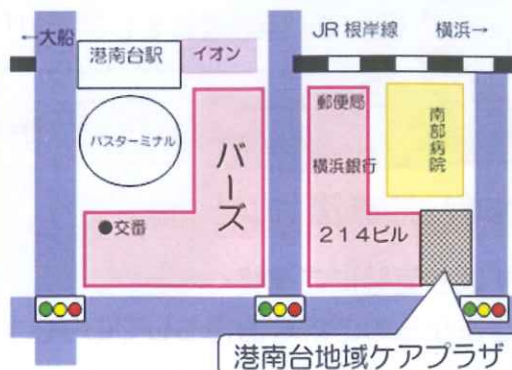 ←大船
港南台駅
イオン
JR 根岸線
横浜→
バスターミナル
バーズ
●交番
郵便局
横浜銀行
214ビル
南部病院
港南台地域ケアプラザ